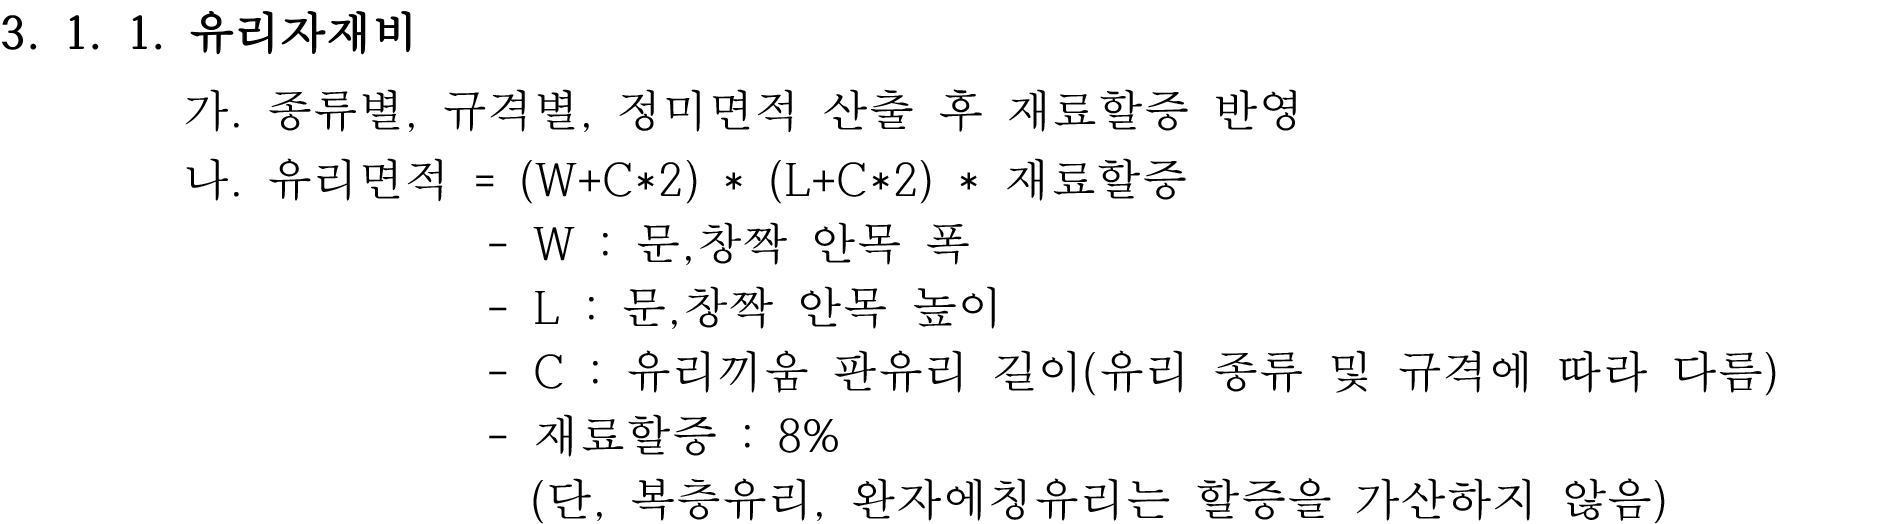 3. 1. 1. 유리자재비
가. 종류별, 규격별, 정미면적 산출 후 재료할증 반영
나. 유리면적 = (W+C*2) * (L+C*2) * 재료할증
- W : 문,창짝 안목 폭
- L : 문,창짝 안목 높이
- C : 유리끼움 판유리 길이(유리 종류 및 규격에 따라 다름)
- 재료할증 : 8%
(단, 복층유리, 완자에칭유리는 할증을 가산하지 않음)